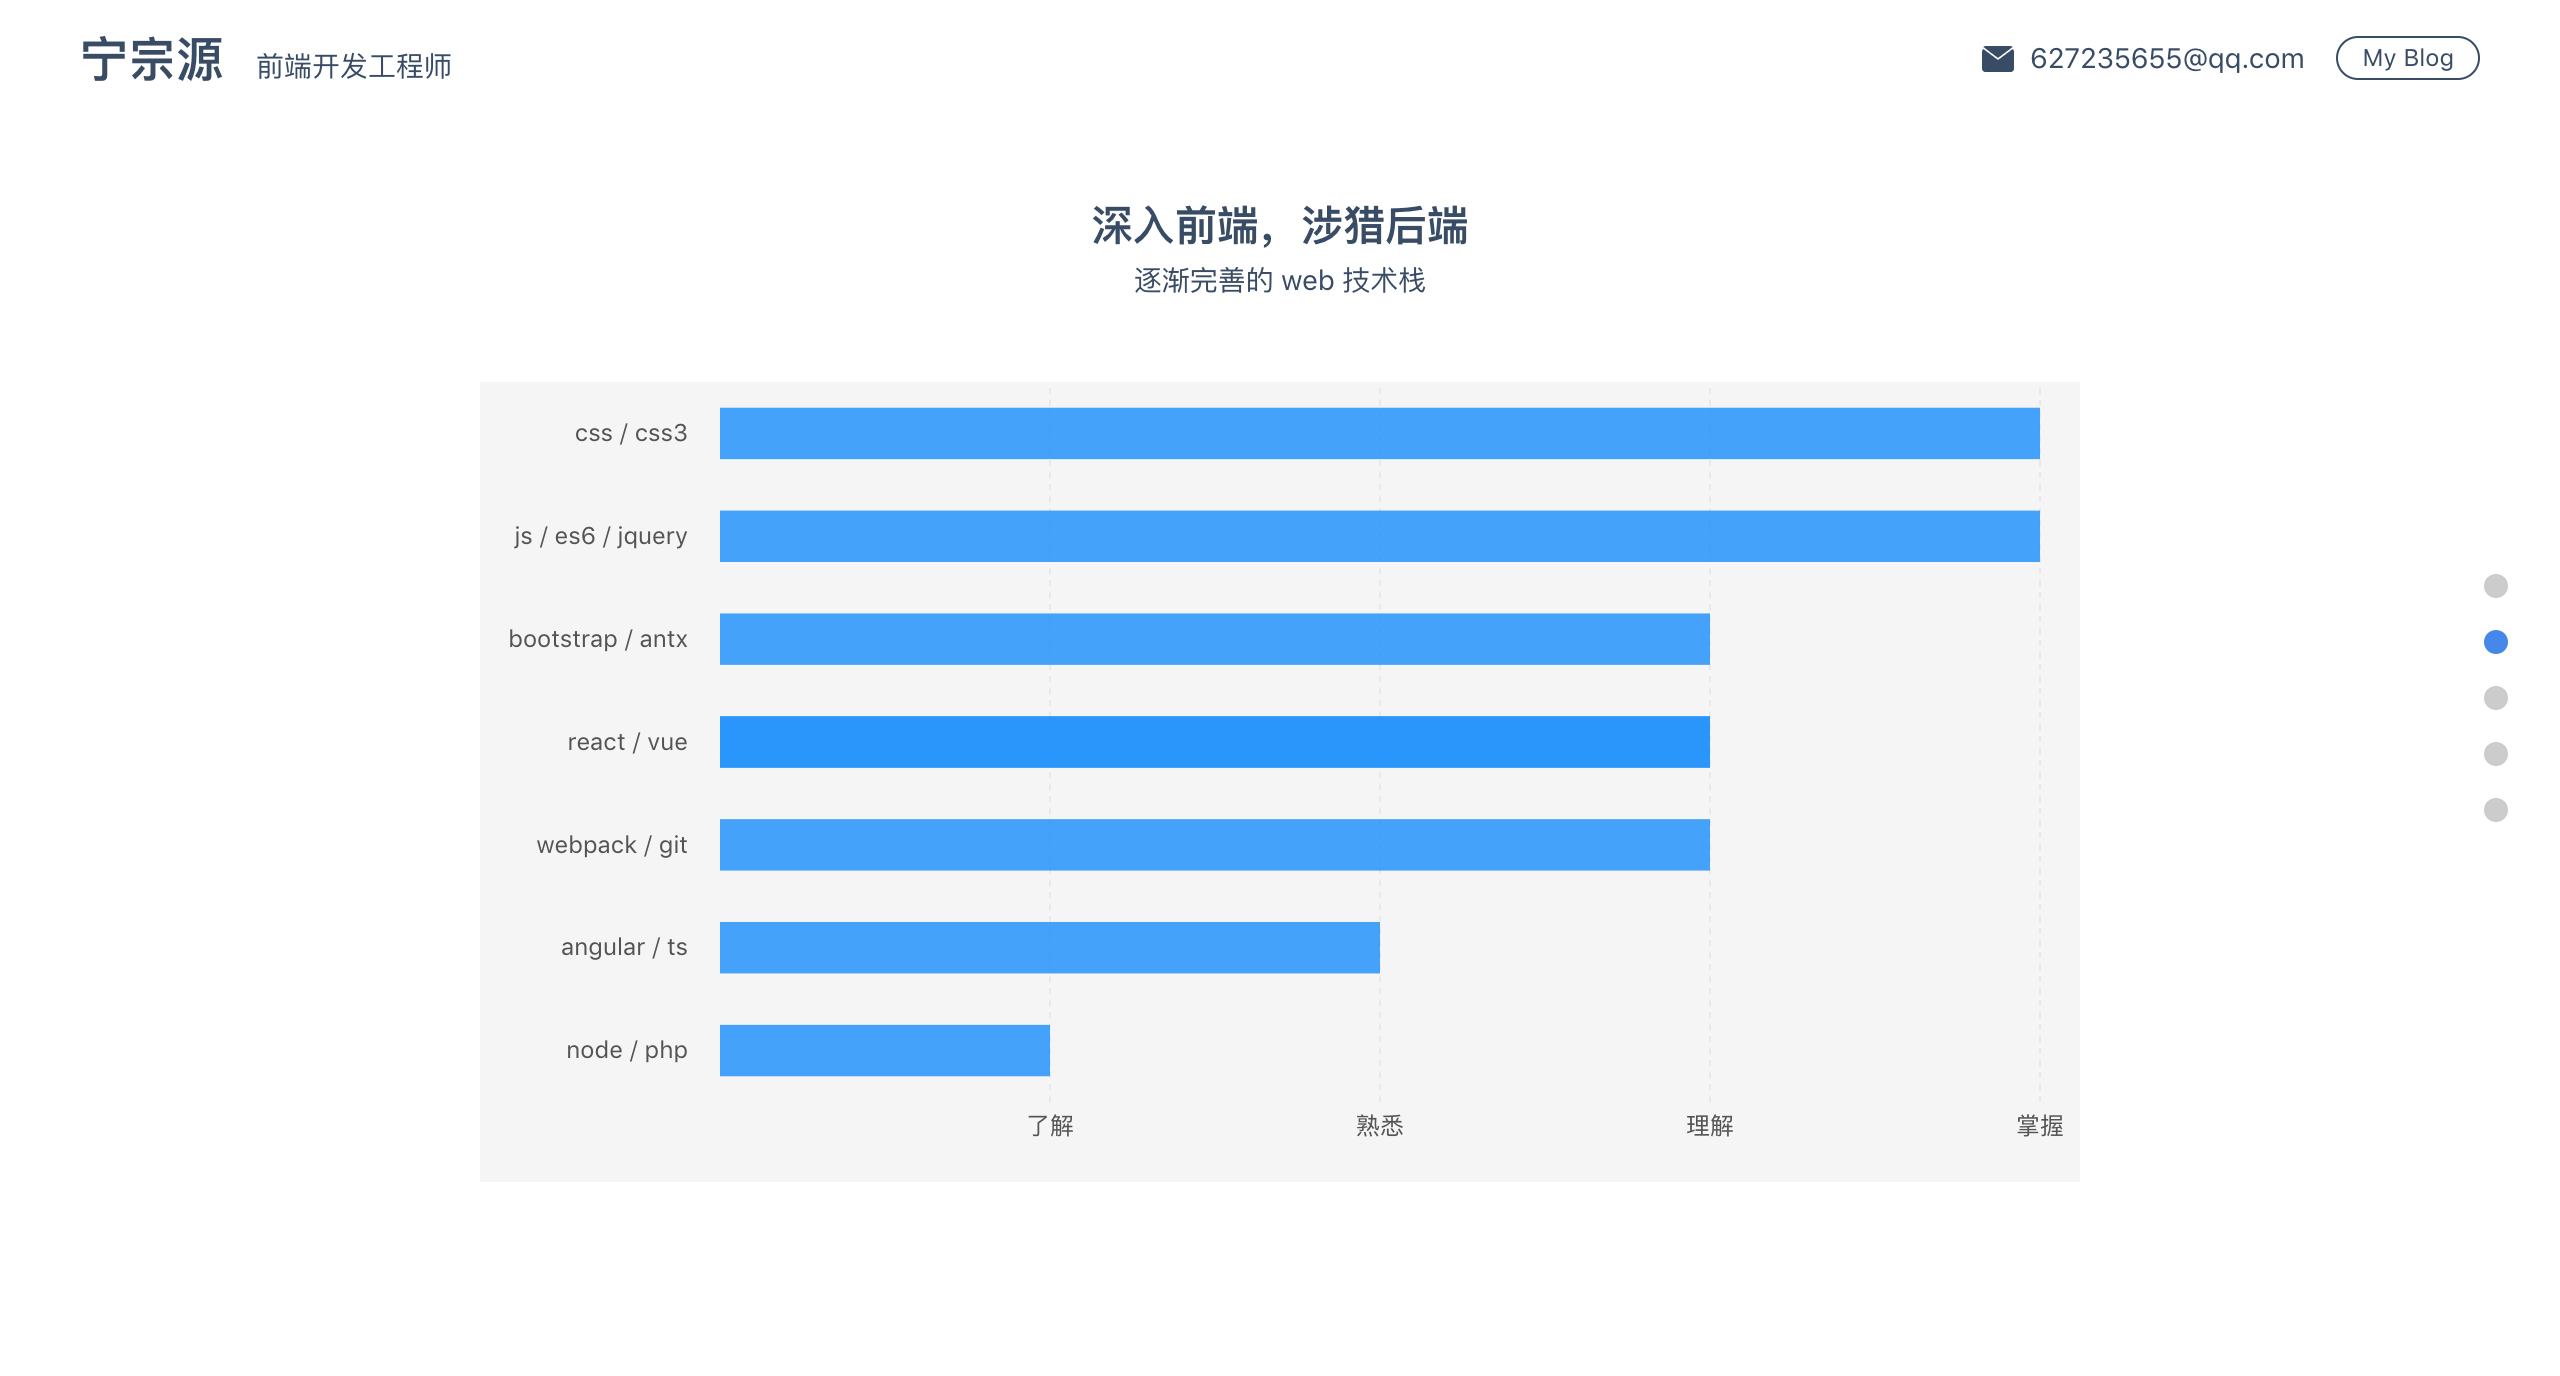 宁宗源 前端开发工程师
627235655@qq.com My Blog
深入前端，涉猎后端
逐渐完善的 web 技术栈
css / css3
js / es6 / jquery
bootstrap / antx
react / vue
webpack / git
angular / ts
node / php
了解 熟悉 理解 掌握